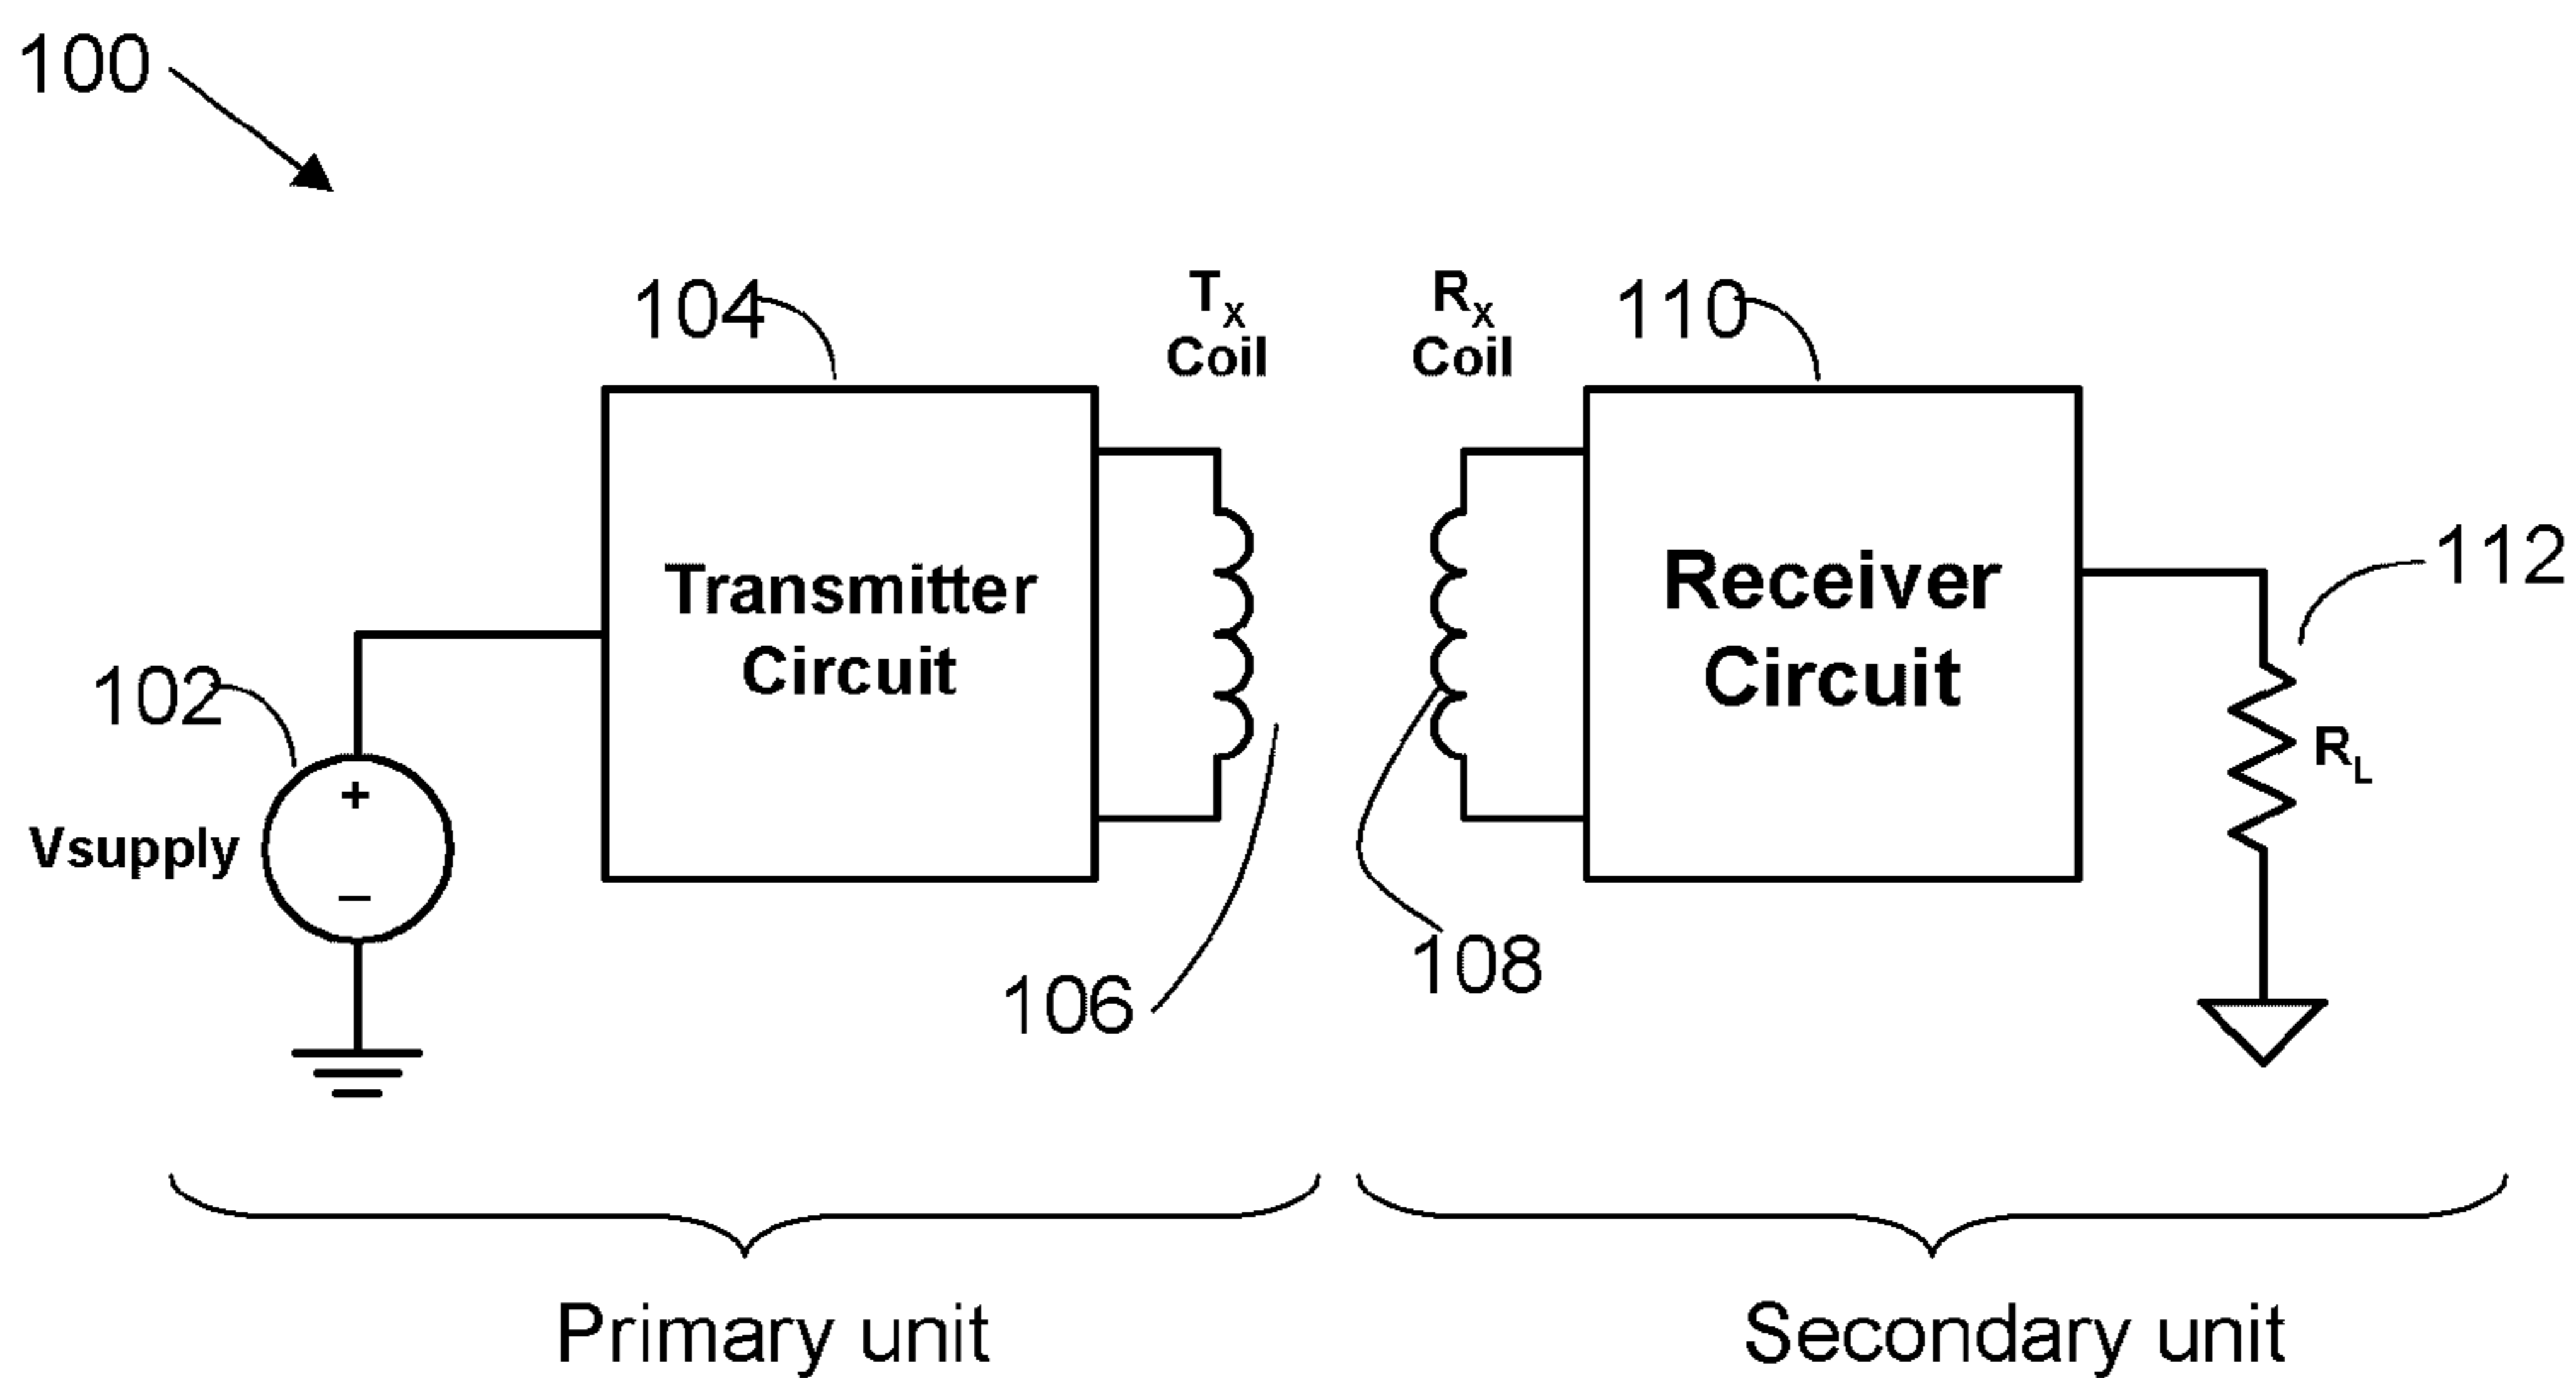 100
104
Tx
Coil
Rx
Coil
110
Transmitter
Circuit
Receiver
Circuit
112
102
+
Vsupply
–
RL
106
108
Primary unit
Secondary unit